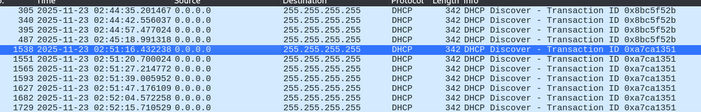 Time Source Destination Protocol Length Info
305 2025-11-23 02:44:35.201467 0.0.0.0 255.255.255.255 DHCP 342 DHCP Discover - Transaction ID 0x8bc5f52b
340 2025-11-23 02:44:42.556037 0.0.0.0 255.255.255.255 DHCP 342 DHCP Discover - Transaction ID 0x8bc5f52b
395 2025-11-23 02:44:57.477024 0.0.0.0 255.255.255.255 DHCP 342 DHCP Discover - Transaction ID 0x8bc5f52b
487 2025-11-23 02:45:18.991318 0.0.0.0 255.255.255.255 DHCP 342 DHCP Discover - Transaction ID 0x8bc5f52b
1538 2025-11-23 02:51:16.432238 0.0.0.0 255.255.255.255 DHCP 342 DHCP Discover - Transaction ID 0xa7ca1351
1551 2025-11-23 02:51:20.700024 0.0.0.0 255.255.255.255 DHCP 342 DHCP Discover - Transaction ID 0xa7ca1351
1565 2025-11-23 02:51:27.214772 0.0.0.0 255.255.255.255 DHCP 342 DHCP Discover - Transaction ID 0xa7ca1351
1593 2025-11-23 02:51:39.005952 0.0.0.0 255.255.255.255 DHCP 342 DHCP Discover - Transaction ID 0xa7ca1351
1627 2025-11-23 02:51:47.176109 0.0.0.0 255.255.255.255 DHCP 342 DHCP Discover - Transaction ID 0xa7ca1351
1682 2025-11-23 02:52:04.572258 0.0.0.0 255.255.255.255 DHCP 342 DHCP Discover - Transaction ID 0xa7ca1351
1729 2025-11-23 02:52:15.710529 0.0.0.0 255.255.255.255 DHCP 342 DHCP Discover - Transaction ID 0xa7ca1351